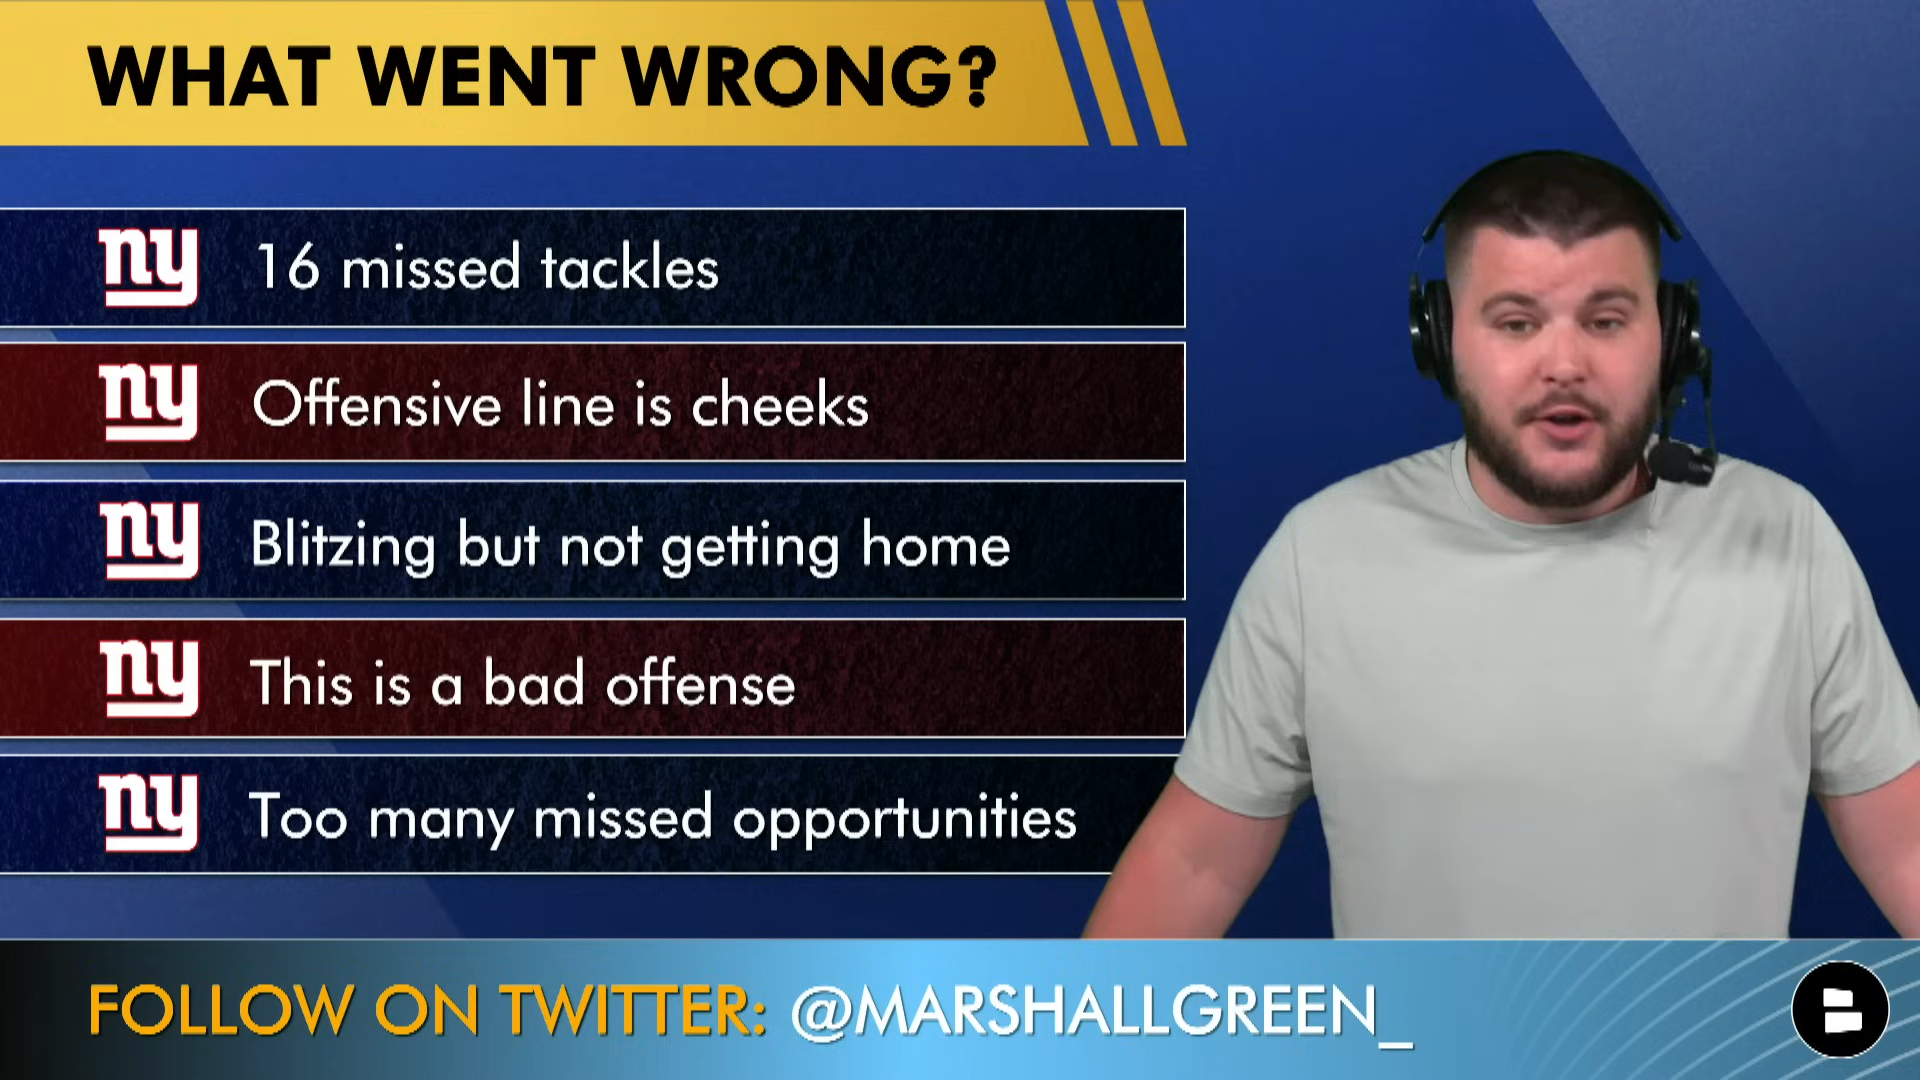 WHAT WENT WRONG?
ny 16 missed tackles
ny Offensive line is cheeks
ny Blitzing but not getting home
ny This is a bad offense
ny Too many missed opportunities
FOLLOW ON TWITTER: @MARSHALLGREEN_